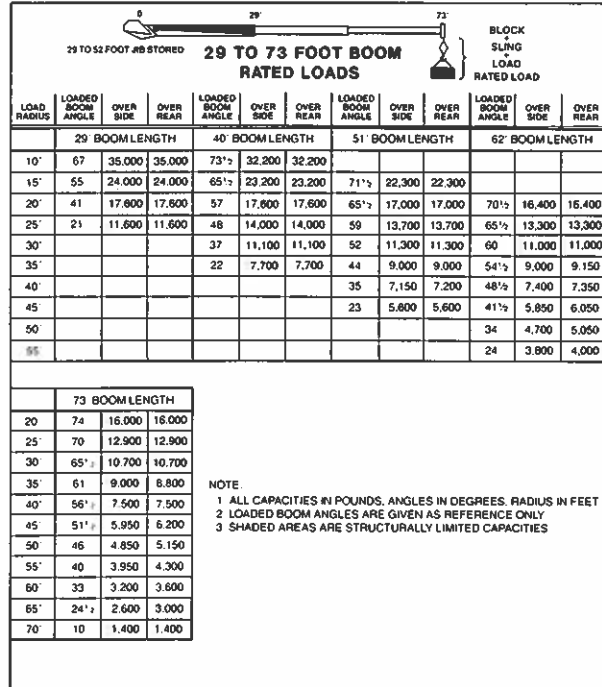 0 29' 73'
29 TO 52 FOOT JIB STORED
29 TO 73 FOOT BOOM
RATED LOADS
BLOCK
+
SLING
+
LOAD
RATED LOAD
LOAD RADIUS LOADED BOOM ANGLE OVER SIDE OVER REAR LOADED BOOM ANGLE OVER SIDE OVER REAR LOADED BOOM ANGLE OVER SIDE OVER REAR LOADED BOOM ANGLE OVER SIDE OVER REAR
29' BOOM LENGTH 40' BOOM LENGTH 51' BOOM LENGTH 62' BOOM LENGTH
10' 67 35,000 35,000 73½ 32,200 32,200
15' 55 24,000 24,000 65½ 23,200 23,200 71½ 22,300 22,300
20' 41 17,600 17,600 57 17,600 17,600 65½ 17,000 17,000 70½ 16,400 16,400
25' 21 11,600 11,600 48 14,000 14,000 59 13,700 13,700 65½ 13,300 13,300
30' 37 11,100 11,100 52 11,300 11,300 60 11,000 11,000
35' 22 7,700 7,700 44 9,000 9,000 54½ 9,000 9,150
40' 35 7,150 7,200 48½ 7,400 7,350
45' 23 5,600 5,600 41½ 5,850 6,050
50' 34 4,700 5,050
55' 24 3,800 4,000
73' BOOM LENGTH
20' 74 16,000 16,000
25' 70 12,900 12,900
30' 65½ 10,700 10,700
35' 61 9,000 8,800
40' 56½ 7,500 7,500
45' 51½ 5,950 6,200
50' 46 4,850 5,150
55' 40 3,950 4,300
60' 33 3,200 3,600
65' 24½ 2,600 3,000
70' 10 1,400 1,400
NOTE:
1 ALL CAPACITIES IN POUNDS, ANGLES IN DEGREES, RADIUS IN FEET
2 LOADED BOOM ANGLES ARE GIVEN AS REFERENCE ONLY
3 SHADED AREAS ARE STRUCTURALLY LIMITED CAPACITIES